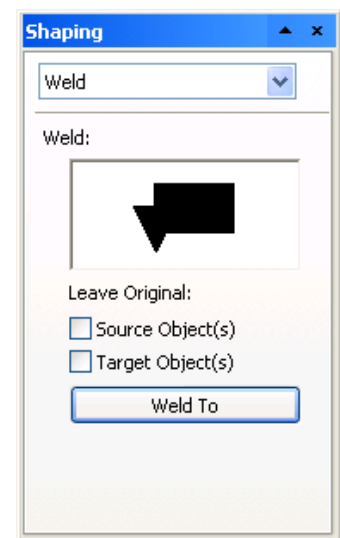 Shaping
Weld
Weld:
Leave Original:
Source Object(s)
Target Object(s)
Weld To